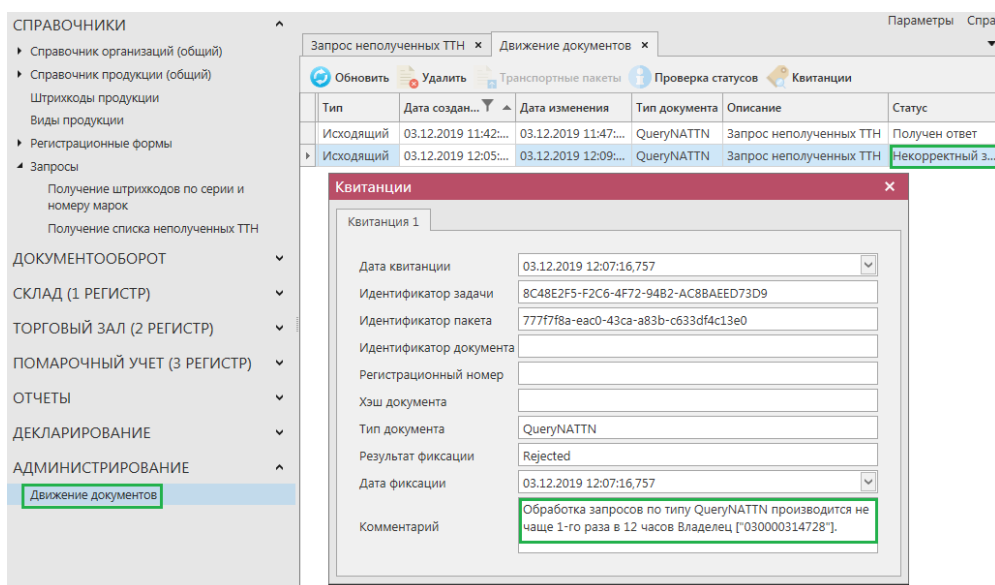 Параметры Спра
СПРАВОЧНИКИ
Справочник организаций (общий)
Справочник продукции (общий)
Штрихкоды продукции
Виды продукции
Регистрационные формы
Запросы
Получение штрихкодов по серии и
номеру марок
Получение списка неполученных ТТН
ДОКУМЕНТООБОРОТ
СКЛАД (1 РЕГИСТР)
ТОРГОВЫЙ ЗАЛ (2 РЕГИСТР)
ПОМАРОЧНЫЙ УЧЕТ (3 РЕГИСТР)
ОТЧЕТЫ
ДЕКЛАРИРОВАНИЕ
АДМИНИСТРИРОВАНИЕ
Движение документов
Запрос неполученных ТТН × Движение документов ×
Обновить Удалить Транспортные пакеты Проверка статусов Квитанции
Тип Дата создан... Дата изменения Тип документа Описание Статус
Исходящий 03.12.2019 11:42:... 03.12.2019 11:47:... QueryNATTN Запрос неполученных ТТН Получен ответ
Исходящий 03.12.2019 12:05:... 03.12.2019 12:09:... QueryNATTN Запрос неполученных ТТН Некорректный з...
Квитанции ×
Квитанция 1
Дата квитанции 03.12.2019 12:07:16,757
Идентификатор задачи 8C48E2F5-F2C6-4F72-94B2-AC8BAEED73D9
Идентификатор пакета 777f7f8a-eac0-43ca-a83b-c633df4c13e0
Идентификатор документа
Регистрационный номер
Хэш документа
Тип документа QueryNATTN
Результат фиксации Rejected
Дата фиксации 03.12.2019 12:07:16,757
Комментарий Обработка запросов по типу QueryNATTN производится не
чаще 1-го раза в 12 часов Владелец ["030000314728"].